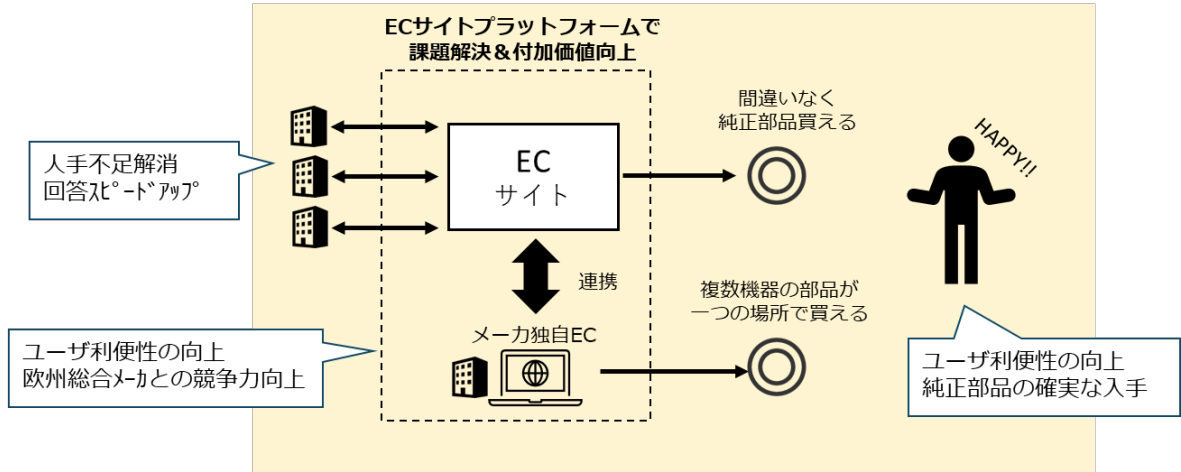 ECサイトプラットフォームで
課題解決＆付加価値向上
人手不足解消
回答ｽﾋﾟｰﾄﾞｱｯﾌﾟ
EC
サイト
間違いなく
純正部品買える
HAPPY!!
連携
メーカ独自EC
複数機器の部品が
一つの場所で買える
ユーザ利便性の向上
欧州総合ﾒｰｶとの競争力向上
ユーザ利便性の向上
純正部品の確実な入手